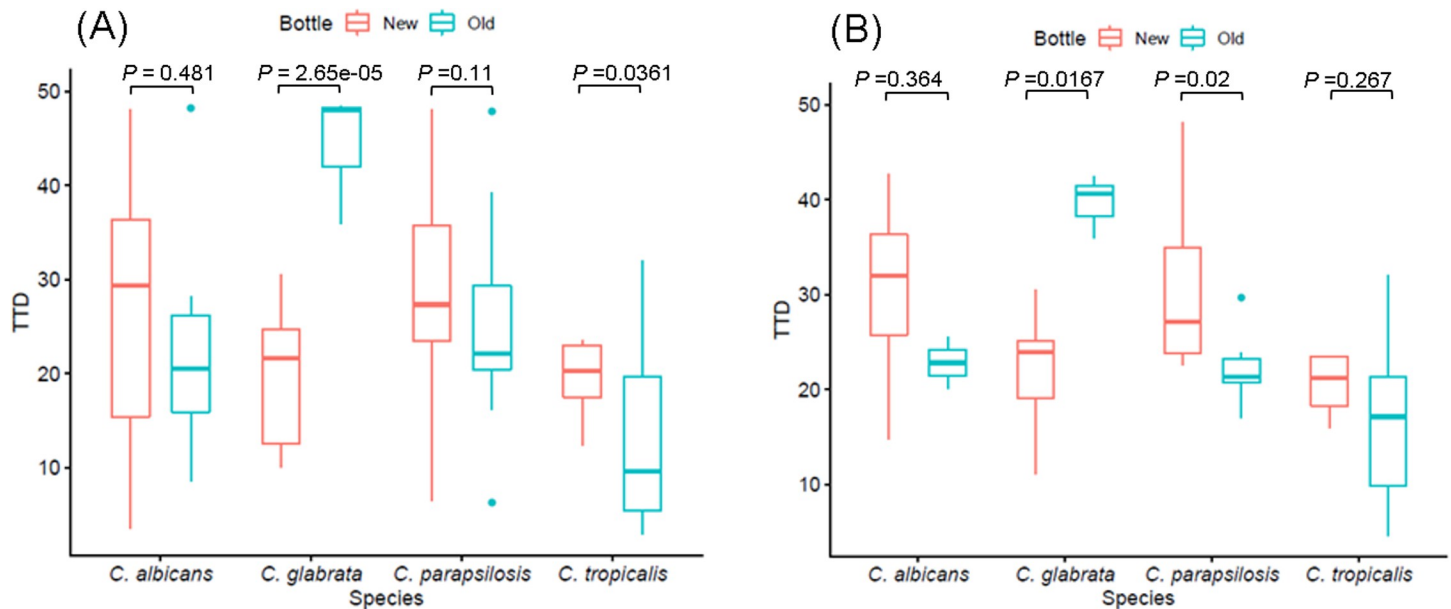 (A)
Bottle New Old
P = 0.481 P = 2.65e-05 P =0.11 P =0.0361
50
40
30
20
10
TTD
C. albicans C. glabrata C. parapsilosis C. tropicalis
Species
(B)
Bottle New Old
P =0.364 P =0.0167 P =0.02 P =0.267
50
40
30
20
10
TTD
C. albicans C. glabrata C. parapsilosis C. tropicalis
Species